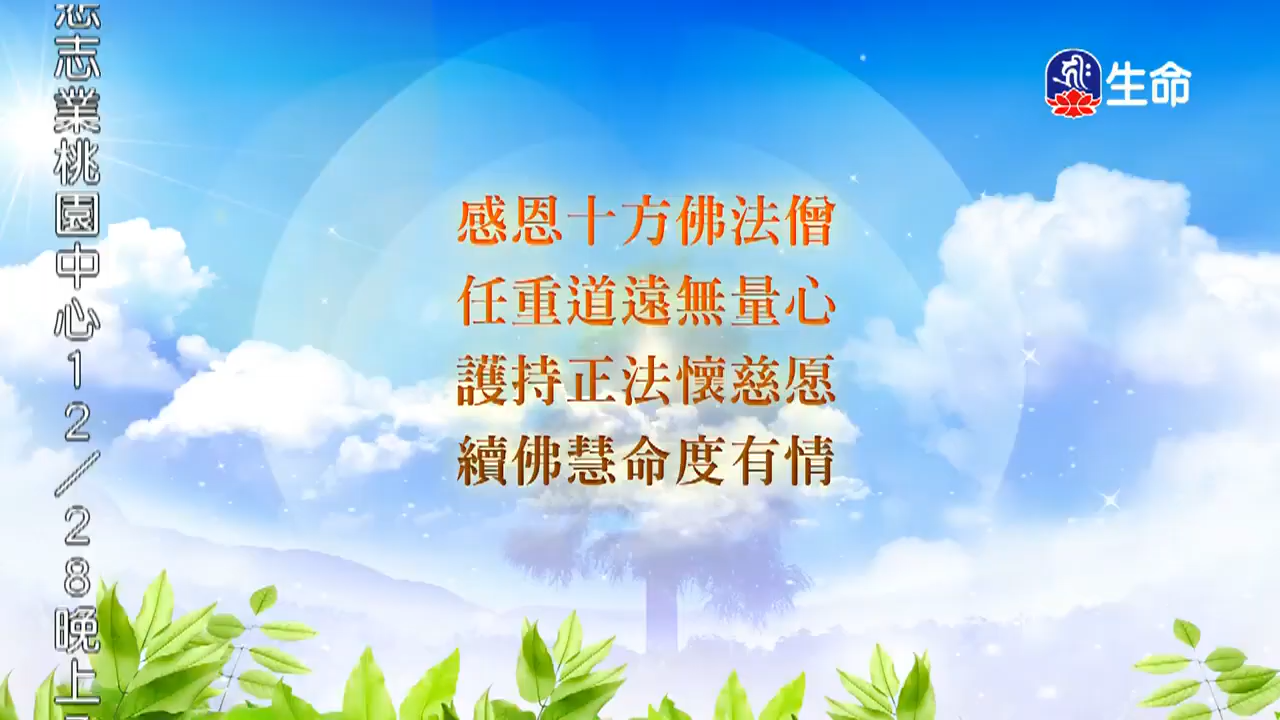 生命
感恩十方佛法僧
任重道遠無量心
護持正法懷慈愿
續佛慧命度有情
志業桃園中心12/28晚上